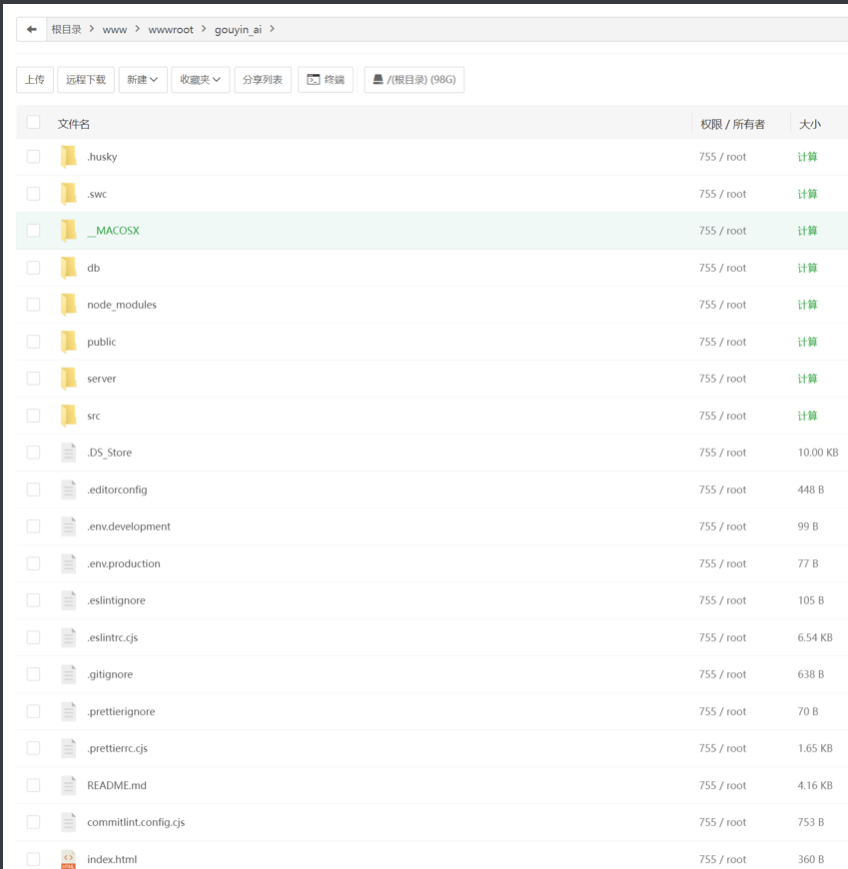 根目录 > www > wwwroot > gouyin_ai >
上传 远程下载 新建 收藏夹 分享列表 终端 /(根目录) (98G)
文件名 权限 / 所有者 大小
.husky 755 / root 计算
.swc 755 / root 计算
__MACOSX 755 / root 计算
db 755 / root 计算
node_modules 755 / root 计算
public 755 / root 计算
server 755 / root 计算
src 755 / root 计算
.DS_Store 755 / root 10.00 KB
.editorconfig 755 / root 448 B
.env.development 755 / root 99 B
.env.production 755 / root 77 B
.eslintignore 755 / root 105 B
.eslintrc.cjs 755 / root 6.54 KB
.gitignore 755 / root 638 B
.prettierignore 755 / root 70 B
.prettierrc.cjs 755 / root 1.65 KB
README.md 755 / root 4.16 KB
commitlint.config.cjs 755 / root 753 B
index.html 755 / root 360 B